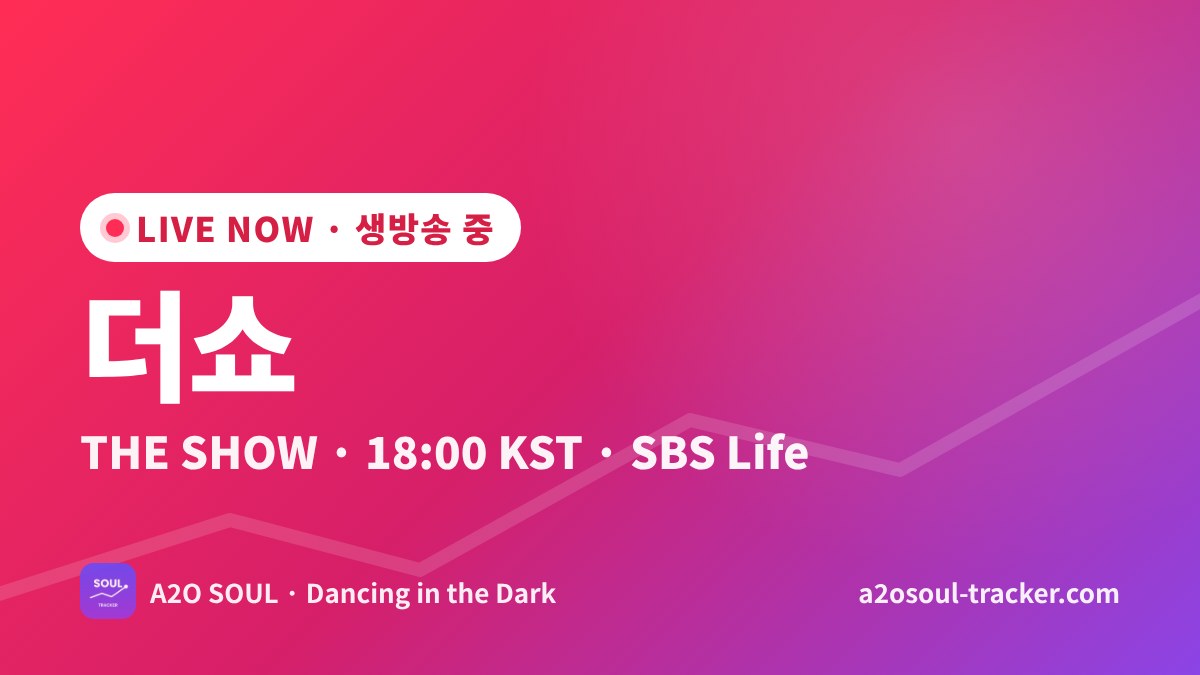 LIVE NOW · 생방송 중
더쇼
THE SHOW · 18:00 KST · SBS Life
SOUL
TRACKER
A2O SOUL · Dancing in the Dark
a2osoul-tracker.com